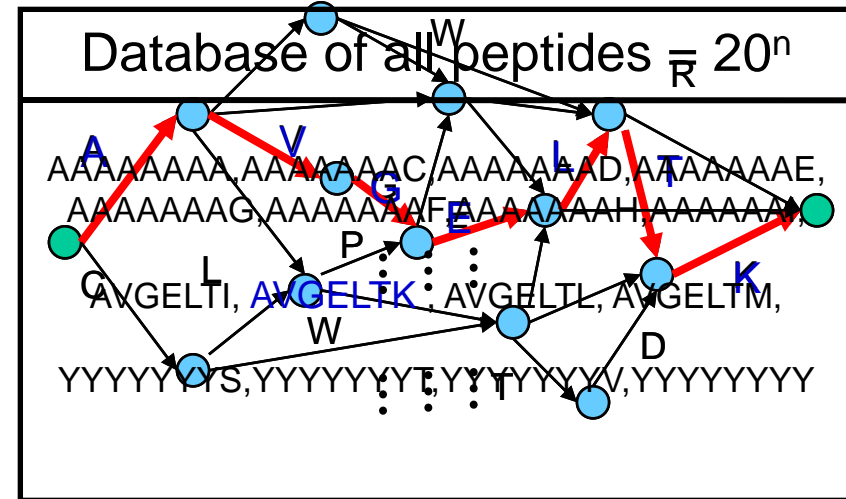 W
Database of all peptides = 20ⁿ
R
A
V
L
T
AAAAAAAA,AAAAAAAC,AAAAAAAD,AAAAAAAE,
G
AAAAAAAG,AAAAAAAF,AAAAAAAH,AAAAAAAI,
E
P
C
L
K
AVGELTI, AVGELTK , AVGELTL, AVGELTM,
W
D
YYYYYYYS,YYYYYYYT,YYYYYYYV,YYYYYYYY
T